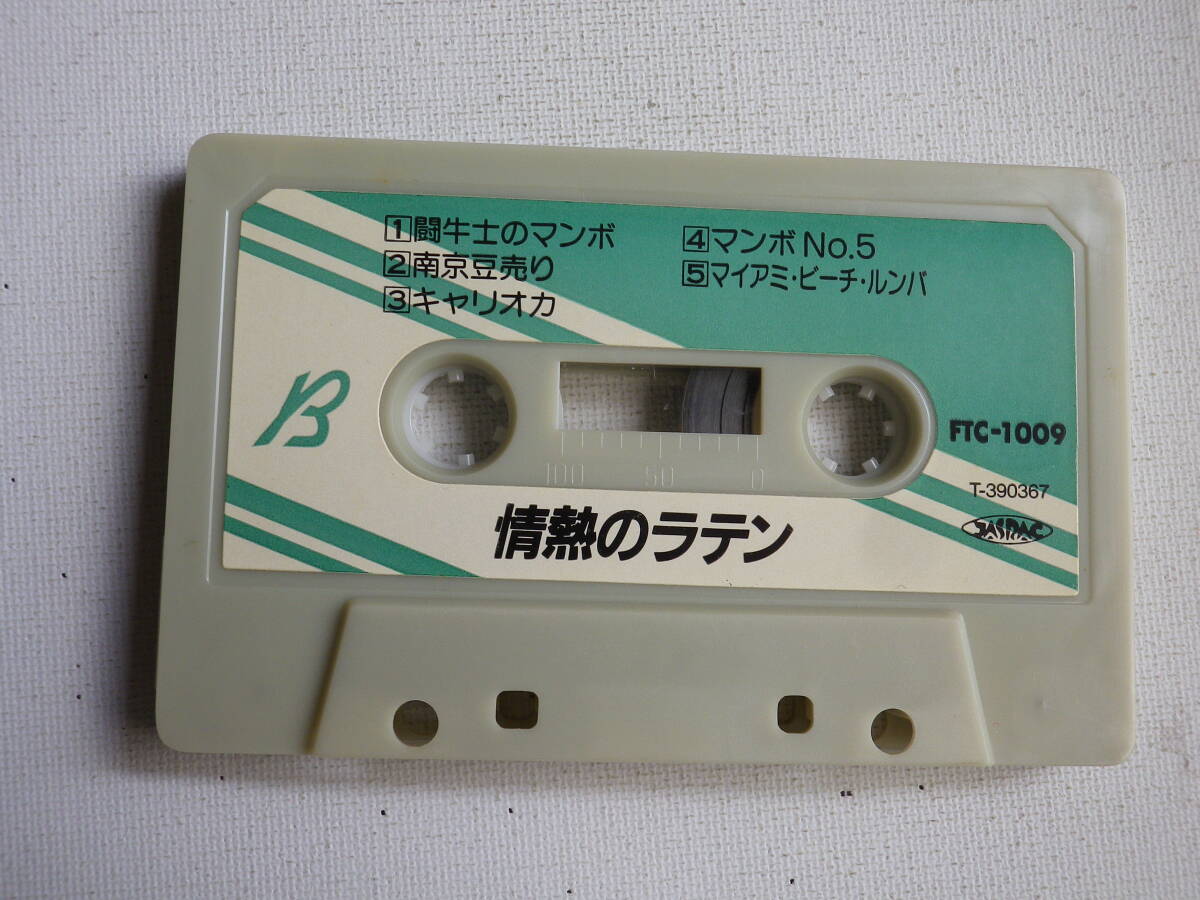 1 闘牛士のマンボ
2 南京豆売り
3 キャリオカ
4 マンボ No.5
5 マイアミ・ビーチ・ルンバ
B
FTC-1009
100 50 0
T-390367
JASRAC
情熱のラテン